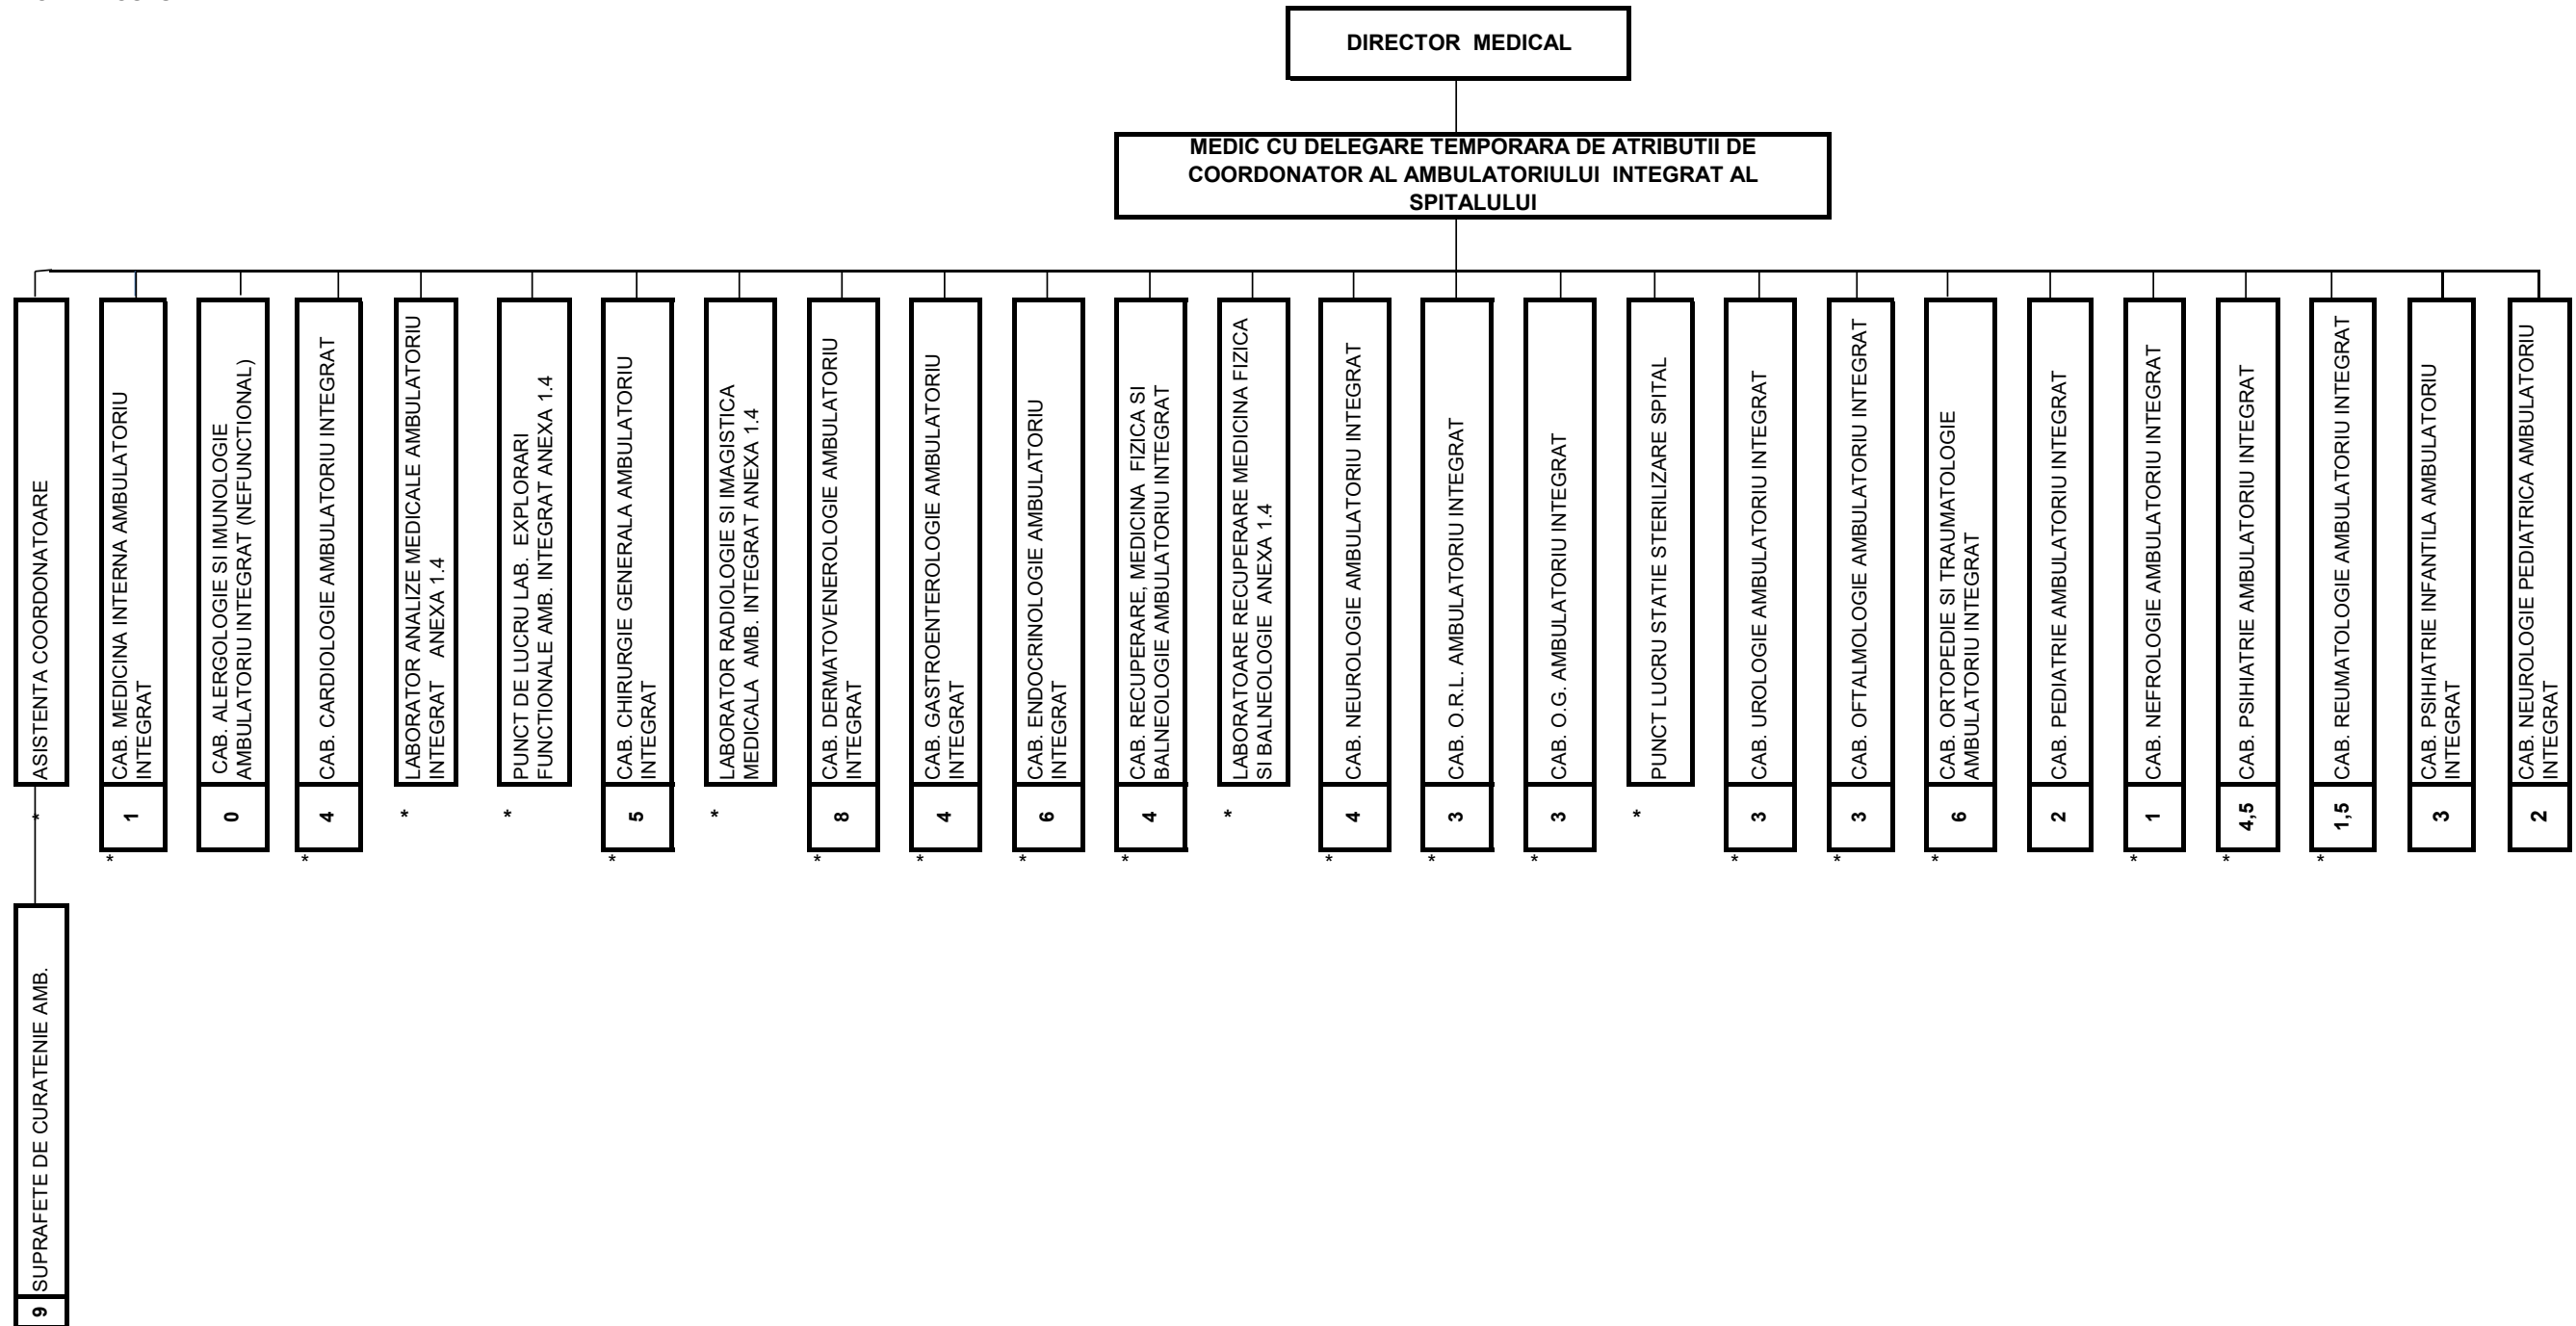 DIRECTOR MEDICAL
MEDIC CU DELEGARE TEMPORARA DE ATRIBUTII DE
COORDONATOR AL AMBULATORIULUI INTEGRAT AL
SPITALULUI
ASISTENTA COORDONATOARE
*
SUPRAFETE DE CURATENIE AMB.
9
CAB. MEDICINA INTERNA AMBULATORIU
INTEGRAT
1
*
CAB. ALERGOLOGIE SI IMUNOLOGIE
AMBULATORIU INTEGRAT (NEFUNCTIONAL)
0
CAB. CARDIOLOGIE AMBULATORIU INTEGRAT
4
*
LABORATOR ANALIZE MEDICALE AMBULATORIU
INTEGRAT ANEXA 1.4
*
PUNCT DE LUCRU LAB. EXPLORARI
FUNCTIONALE AMB. INTEGRAT ANEXA 1.4
*
CAB. CHIRURGIE GENERALA AMBULATORIU
INTEGRAT
5
*
LABORATOR RADIOLOGIE SI IMAGISTICA
MEDICALA AMB. INTEGRAT ANEXA 1.4
*
CAB. DERMATOVENEROLOGIE AMBULATORIU
INTEGRAT
8
*
CAB. GASTROENTEROLOGIE AMBULATORIU
INTEGRAT
4
*
CAB. ENDOCRINOLOGIE AMBULATORIU
INTEGRAT
6
*
CAB. RECUPERARE, MEDICINA FIZICA SI
BALNEOLOGIE AMBULATORIU INTEGRAT
4
*
LABORATOARE RECUPERARE MEDICINA FIZICA
SI BALNEOLOGIE ANEXA 1.4
*
CAB. NEUROLOGIE AMBULATORIU INTEGRAT
4
*
CAB. O.R.L. AMBULATORIU INTEGRAT
3
*
CAB. O.G. AMBULATORIU INTEGRAT
3
*
PUNCT LUCRU STATIE STERILIZARE SPITAL
*
CAB. UROLOGIE AMBULATORIU INTEGRAT
3
*
CAB. OFTALMOLOGIE AMBULATORIU INTEGRAT
3
*
CAB. ORTOPEDIE SI TRAUMATOLOGIE
AMBULATORIU INTEGRAT
6
*
CAB. PEDIATRIE AMBULATORIU INTEGRAT
2
CAB. NEFROLOGIE AMBULATORIU INTEGRAT
1
*
CAB. PSIHIATRIE AMBULATORIU INTEGRAT
4,5
*
CAB. REUMATOLOGIE AMBULATORIU INTEGRAT
1,5
*
CAB. PSIHIATRIE INFANTILA AMBULATORIU
INTEGRAT
3
CAB. NEUROLOGIE PEDIATRICA AMBULATORIU
INTEGRAT
2